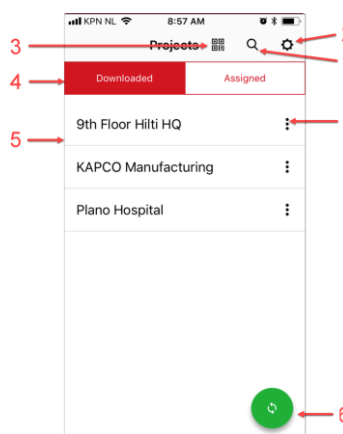 KPN NL 8:57 AM
3 Projects
4 Downloaded Assigned
9th Floor Hilti HQ
5
KAPCO Manufacturing
Plano Hospital